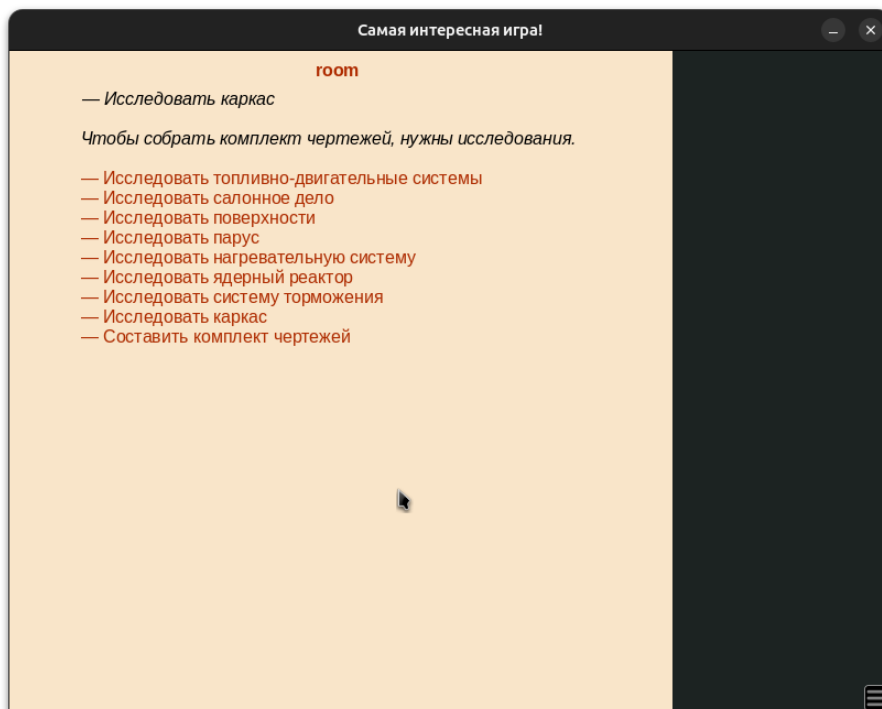 Самая интересная игра!
room
— Исследовать каркас
Чтобы собрать комплект чертежей, нужны исследования.
— Исследовать топливно-двигательные системы
— Исследовать салонное дело
— Исследовать поверхности
— Исследовать парус
— Исследовать нагревательную систему
— Исследовать ядерный реактор
— Исследовать систему торможения
— Исследовать каркас
— Составить комплект чертежей